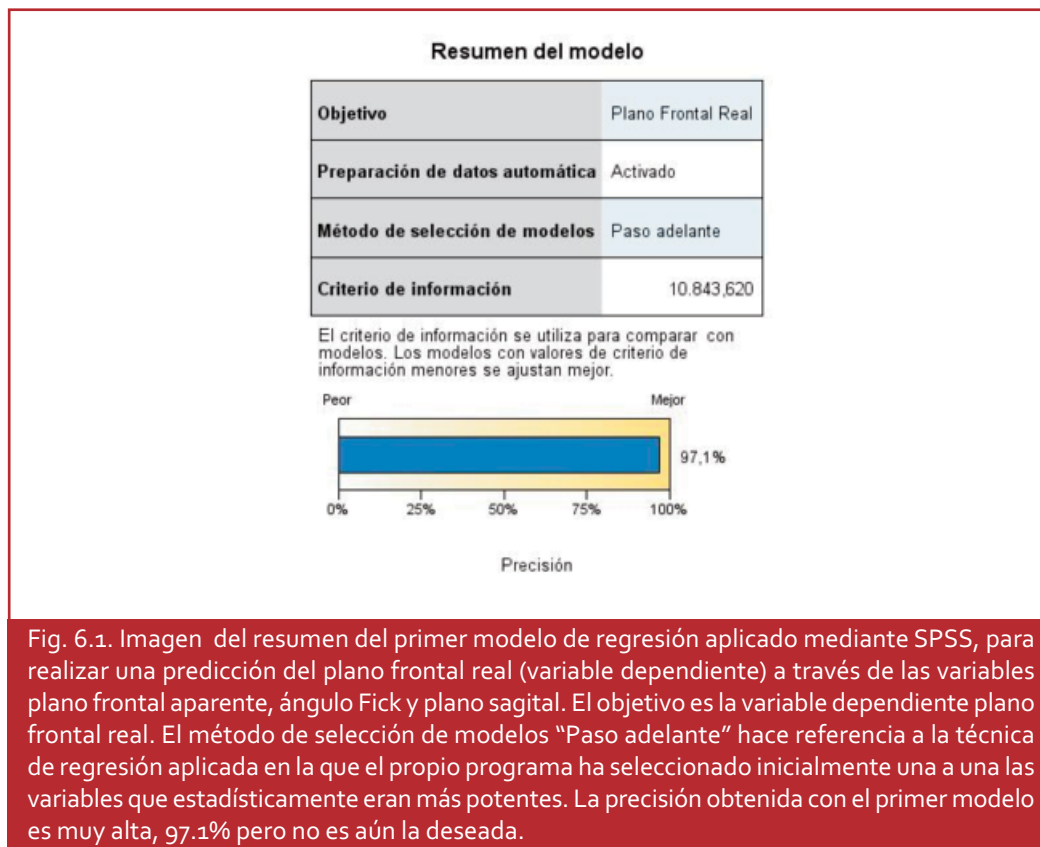 Resumen del modelo
Objetivo Plano Frontal Real
Preparación de datos automática Activado
Método de selección de modelos Paso adelante
Criterio de información 10.843,620
El criterio de información se utiliza para comparar con
modelos. Los modelos con valores de criterio de
información menores se ajustan mejor.
Peor Mejor
97,1%
0% 25% 50% 75% 100%
Precisión
Fig. 6.1. Imagen del resumen del primer modelo de regresión aplicado mediante SPSS, para
realizar una predicción del plano frontal real (variable dependiente) a través de las variables
plano frontal aparente, ángulo Fick y plano sagital. El objetivo es la variable dependiente plano
frontal real. El método de selección de modelos “Paso adelante” hace referencia a la técnica
de regresión aplicada en la que el propio programa ha seleccionado inicialmente una a una las
variables que estadísticamente eran más potentes. La precisión obtenida con el primer modelo
es muy alta, 97.1% pero no es aún la deseada.